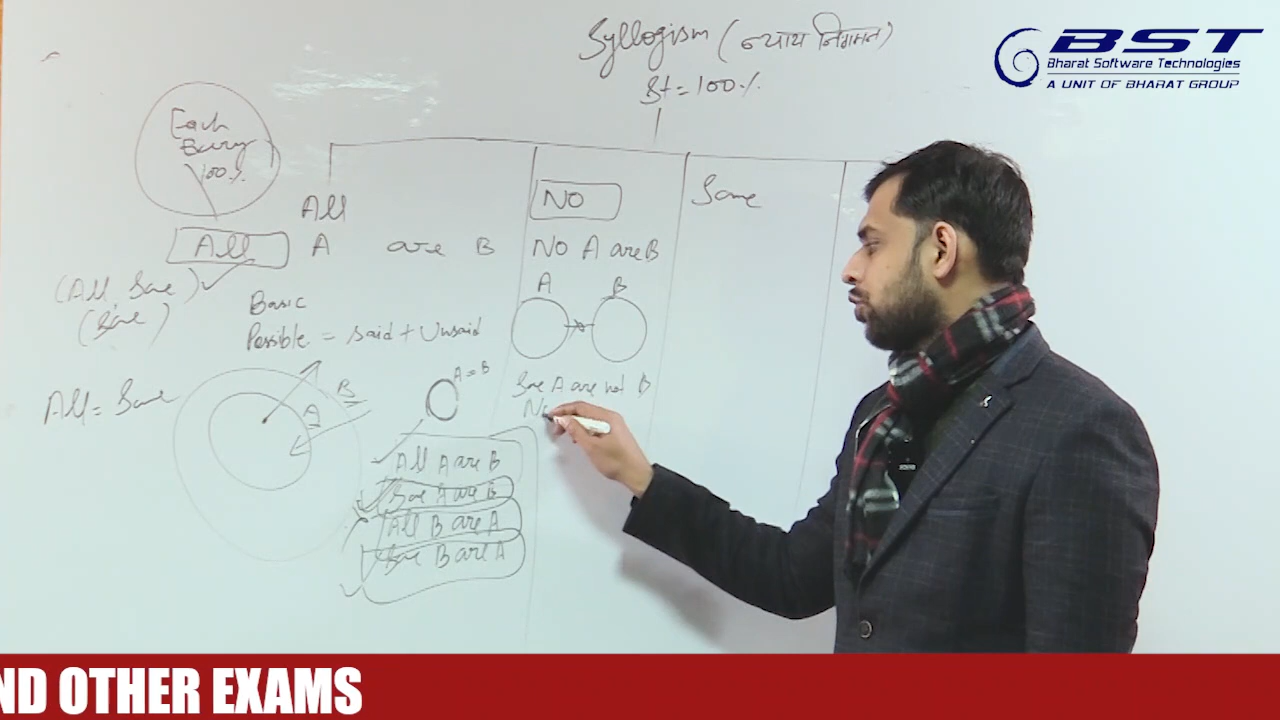 Syllogism (न्याय निगमन)
St = 100%
BST
Bharat Software Technologies
A UNIT OF BHARAT GROUP
Each
Every
100%
All
NO
Some
All A are B
NO A are B
(All, Some)
(Some)
A B
Basic
Possible = Said + Unsaid
All = Some
B
A
A = B
Some A are not B
No
All A are B
Some A are B
All B are A
Some B are A
ND OTHER EXAMS